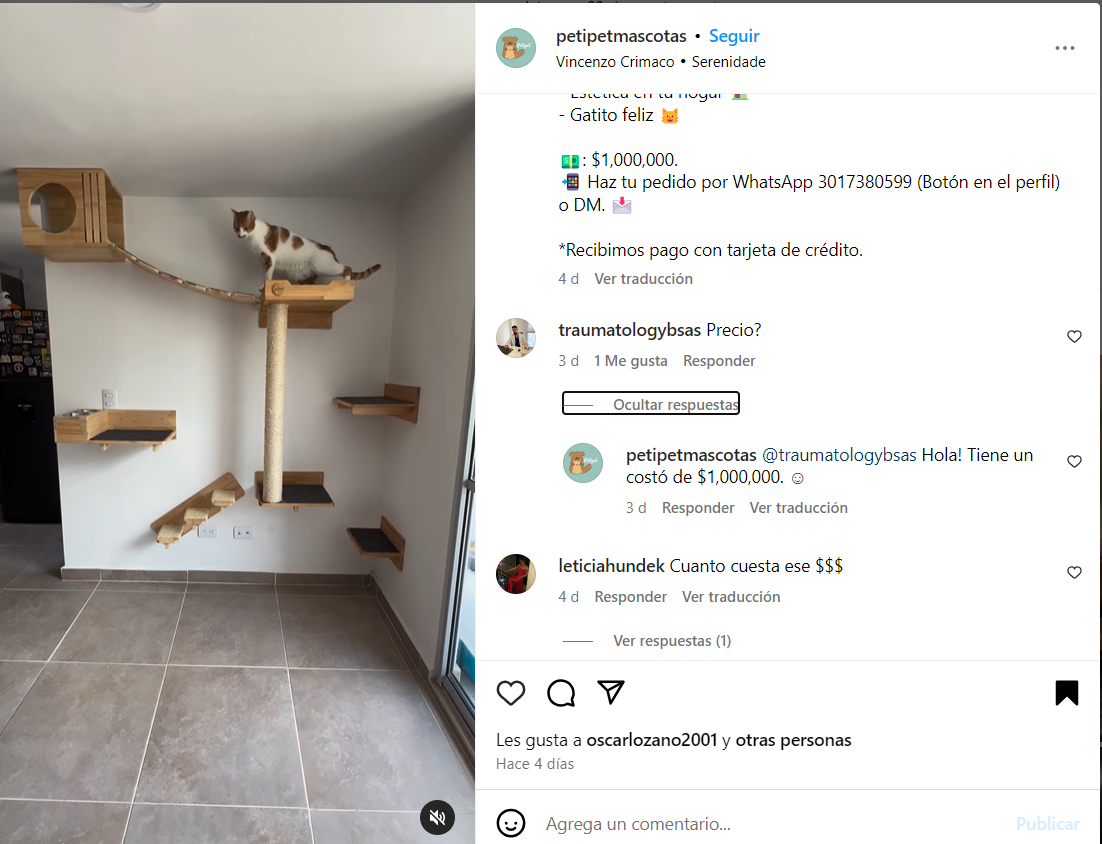 petipetmascotas • Seguir
Vincenzo Crimaco • Serenidade
- Estética en tu hogar 🏡
- Gatito feliz 😺
💵: $1,000,000.
📲 Haz tu pedido por WhatsApp 3017380599 (Botón en el perfil)
o DM. 📩
*Recibimos pago con tarjeta de crédito.
4 d Ver traducción
traumatologybsas Precio?
3 d 1 Me gusta Responder
Ocultar respuestas
petipetmascotas @traumatologybsas Hola! Tiene un
costó de $1,000,000. ☺
3 d Responder Ver traducción
leticiahundek Cuanto cuesta ese $$$
4 d Responder Ver traducción
Ver respuestas (1)
Les gusta a oscarlozano2001 y otras personas
Hace 4 días
Agrega un comentario...
Publicar